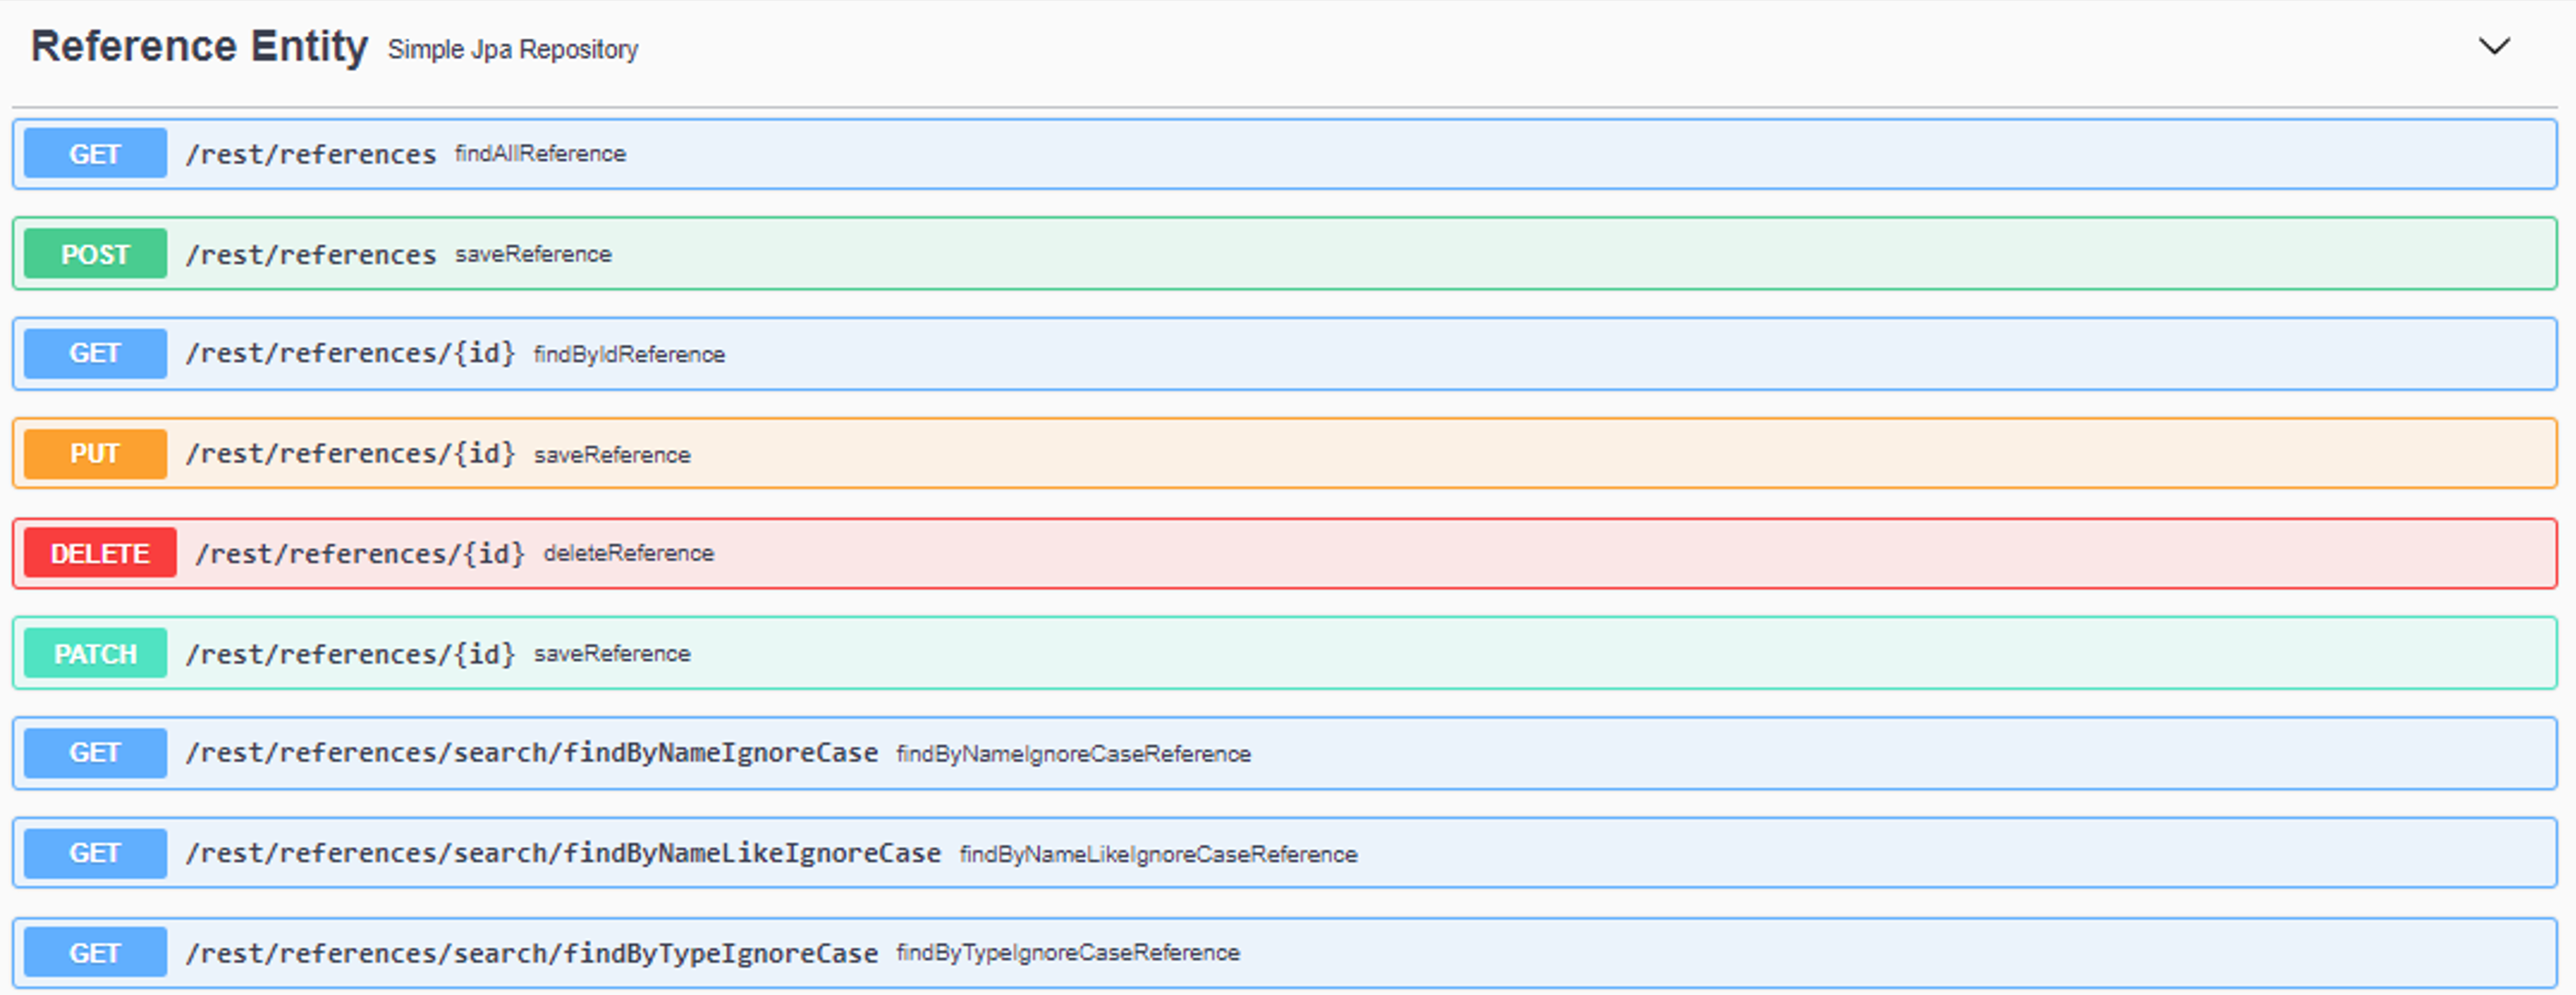 Reference Entity Simple Jpa Repository
GET /rest/references findAllReference
POST /rest/references saveReference
GET /rest/references/{id} findByIdReference
PUT /rest/references/{id} saveReference
DELETE /rest/references/{id} deleteReference
PATCH /rest/references/{id} saveReference
GET /rest/references/search/findByNameIgnoreCase findByNameIgnoreCaseReference
GET /rest/references/search/findByNameLikeIgnoreCase findByNameLikeIgnoreCaseReference
GET /rest/references/search/findByTypeIgnoreCase findByTypeIgnoreCaseReference